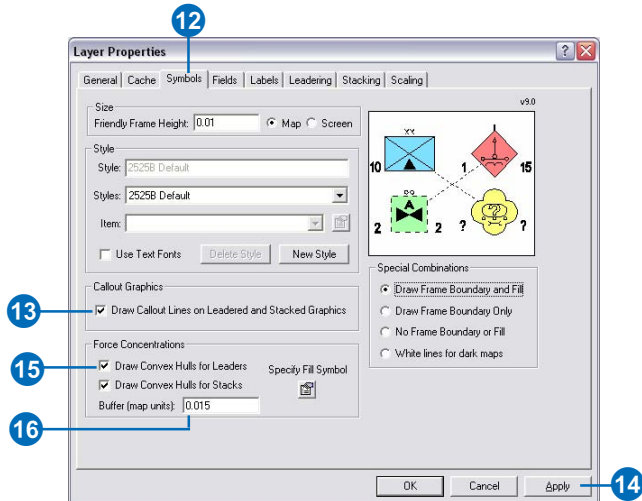 12
Layer Properties
General Cache Symbols Fields Labels Leadering Stacking Scaling
Size
Friendly Frame Height: 0.01 Map Screen
Style
Style: 2525B Default
Styles: 2525B Default
Item:
Use Text Fonts Delete Style New Style
Callout Graphics
13
Draw Callout Lines on Leadered and Stacked Graphics
Force Concentrations
15
Draw Convex Hulls for Leaders
Specify Fill Symbol
Draw Convex Hulls for Stacks
Buffer (map units): 0.015
16
v9.0
XX
10
1 15
A
2 2 ? ? ?
Special Combinations
Draw Frame Boundary and Fill
Draw Frame Boundary Only
No Frame Boundary or Fill
White lines for dark maps
OK Cancel Apply
14